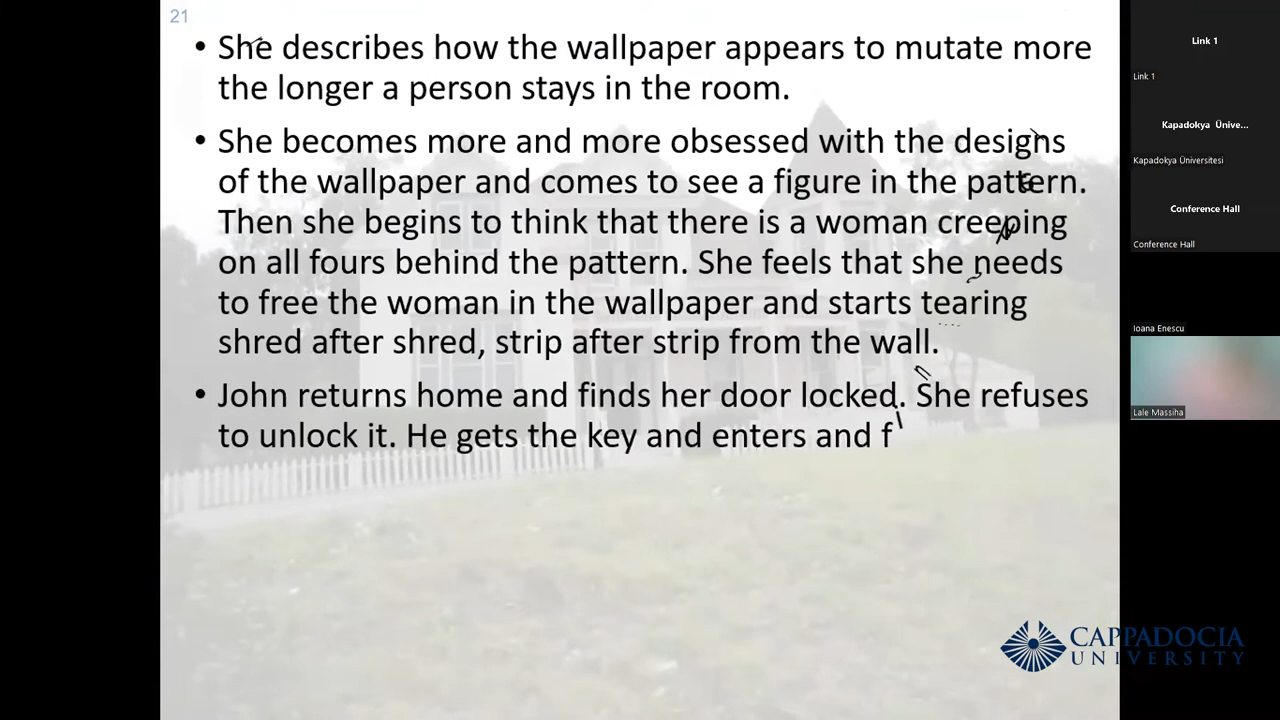 21
• She describes how the wallpaper appears to mutate more
the longer a person stays in the room.
• She becomes more and more obsessed with the designs
of the wallpaper and comes to see a figure in the pattern.
Then she begins to think that there is a woman creeping
on all fours behind the pattern. She feels that she needs
to free the woman in the wallpaper and starts tearing
shred after shred, strip after strip from the wall.
• John returns home and finds her door locked. She refuses
to unlock it. He gets the key and enters and f
CAPPADOCIA
UNIVERSITY
Link 1
Link 1
Kapadokya Ünive...
Kapadokya Üniversitesi
Conference Hall
Conference Hall
Ioana Enescu
Lale Massiha